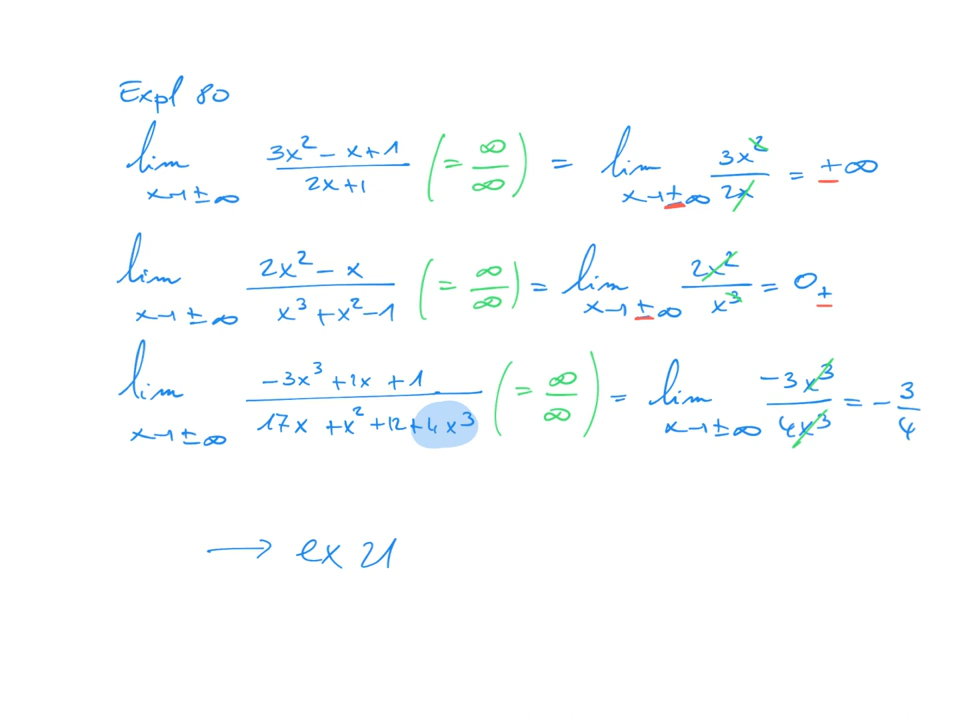 Expl 80
lim x→±∞ (3x² - x + 1)/(2x + 1) (= ∞/∞) = lim x→±∞ 3x²/2x = ±∞
lim x→±∞ (2x² - x)/(x³ + x² - 1) (= ∞/∞) = lim x→±∞ 2x²/x³ = 0±
lim x→±∞ (-3x³ + 2x + 1)/(17x + x² + 12 + 4x³) (= ∞/∞) = lim x→±∞ -3x³/4x³ = -3/4
→ ex 21